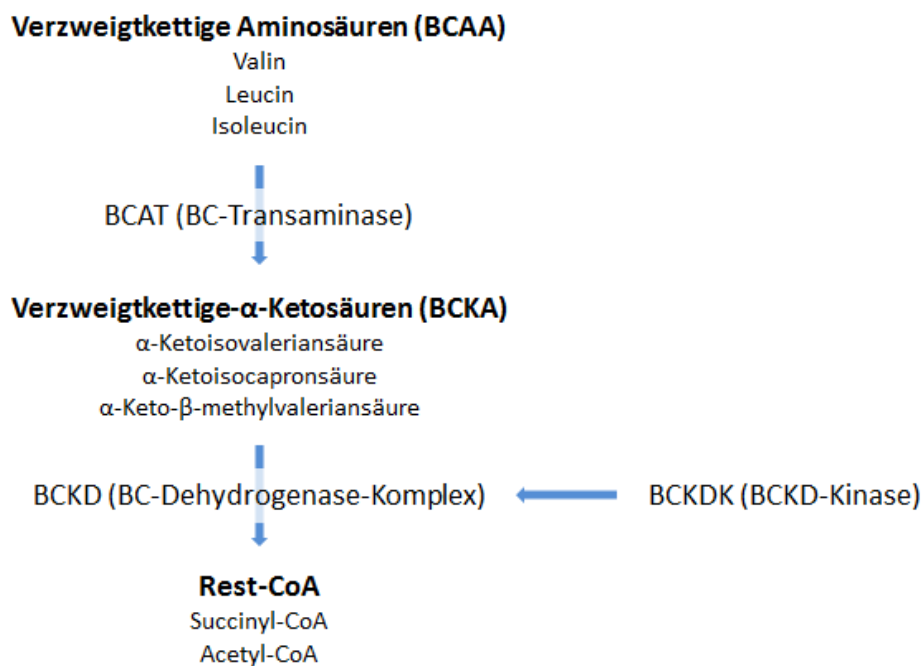 Verzweigtkettige Aminosäuren (BCAA)
Valin
Leucin
Isoleucin
BCAT (BC-Transaminase)
Verzweigtkettige-α-Ketosäuren (BCKA)
α-Ketoisovaleriansäure
α-Ketoisocapronsäure
α-Keto-β-methylvaleriansäure
BCKD (BC-Dehydrogenase-Komplex)
BCKDK (BCKD-Kinase)
Rest-CoA
Succinyl-CoA
Acetyl-CoA